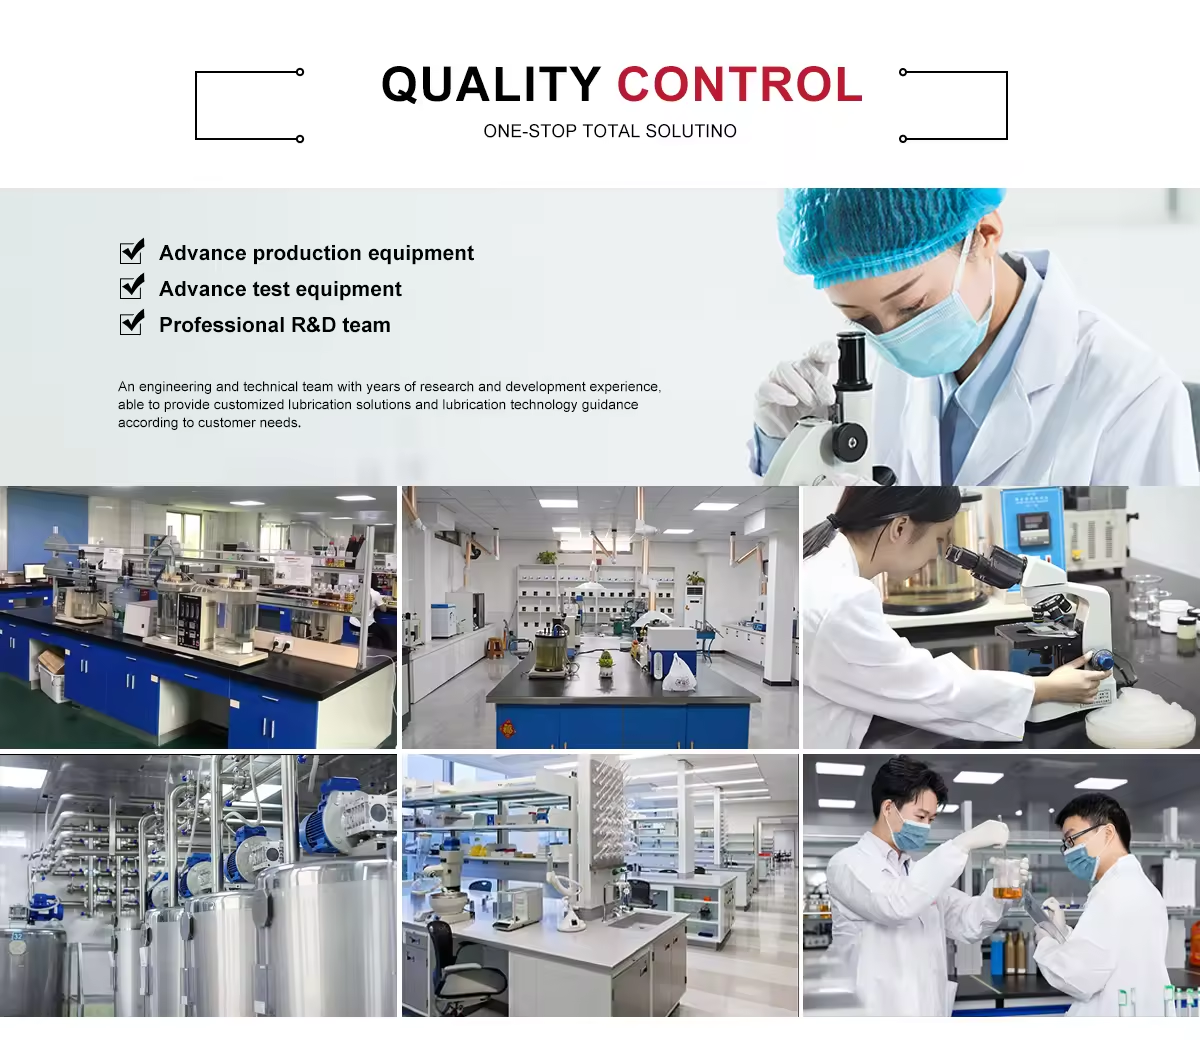 QUALITY CONTROL
ONE-STOP TOTAL SOLUTINO
Advance production equipment
Advance test equipment
Professional R&D team
An engineering and technical team with years of research and development experience,
able to provide customized lubrication solutions and lubrication technology guidance
according to customer needs.